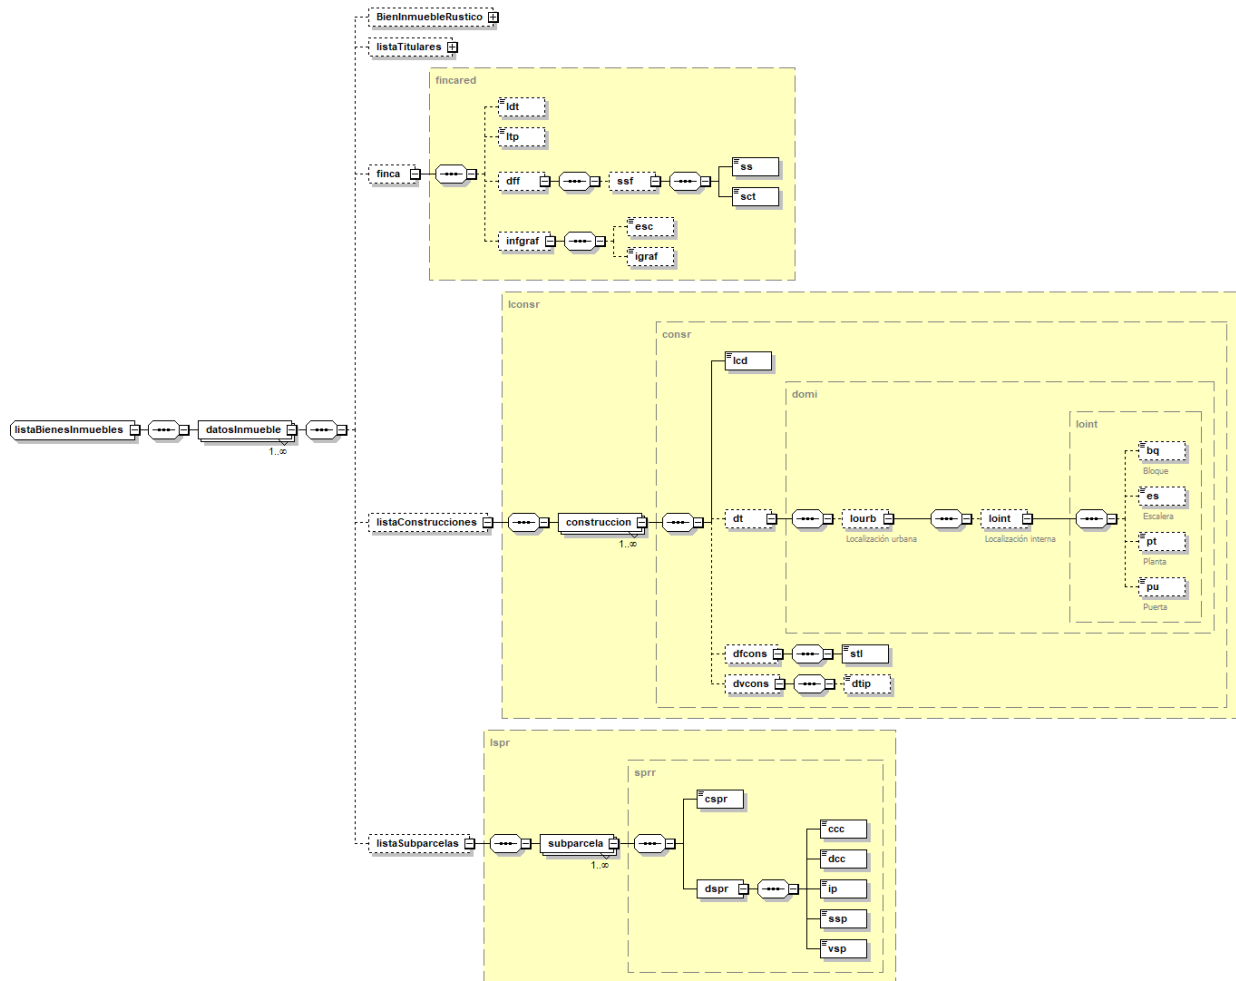 BienInmuebleRustico
listaTitulares
fincared
ldt
ltp
finca
dff
ssf
ss
sct
infgraf
esc
igraf
lconsr
consr
lcd
domi
loint
listaBienesInmuebles
datosInmueble
1..∞
bq
Bloque
es
Escalera
listaConstrucciones
construccion
1..∞
dt
lourb
Localización urbana
loint
Localización interna
pt
Planta
pu
Puerta
dfcons
stl
dvcons
dtip
lspr
sprr
cspr
listaSubparcelas
subparcela
1..∞
ccc
dcc
dspr
ip
ssp
vsp